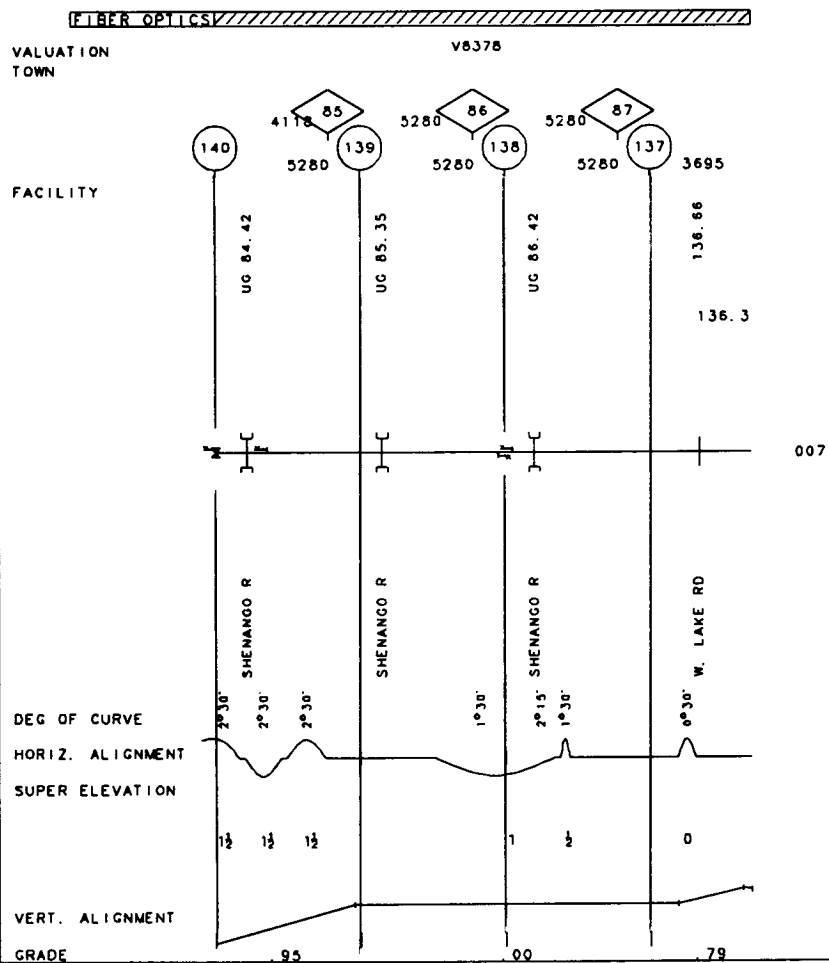 FIBER OPTICS
VALUATION V8378
TOWN
85 86 87
4118 5280 5280
140 139 138 137
5280 5280 5280 3695
FACILITY
UG 84.42
UG 85.35
UG 86.42
136.66
136.3
007
SHENANGO R
SHENANGO R
SHENANGO R
W. LAKE RD
DEG OF CURVE
2°30' 2°30' 2°30' 1°30' 2°15' 1°30' 0°30'
HORIZ. ALIGNMENT
SUPER ELEVATION
1½ 1½ 1½ 1 ½ 0
VERT. ALIGNMENT
GRADE .95 .00 .79